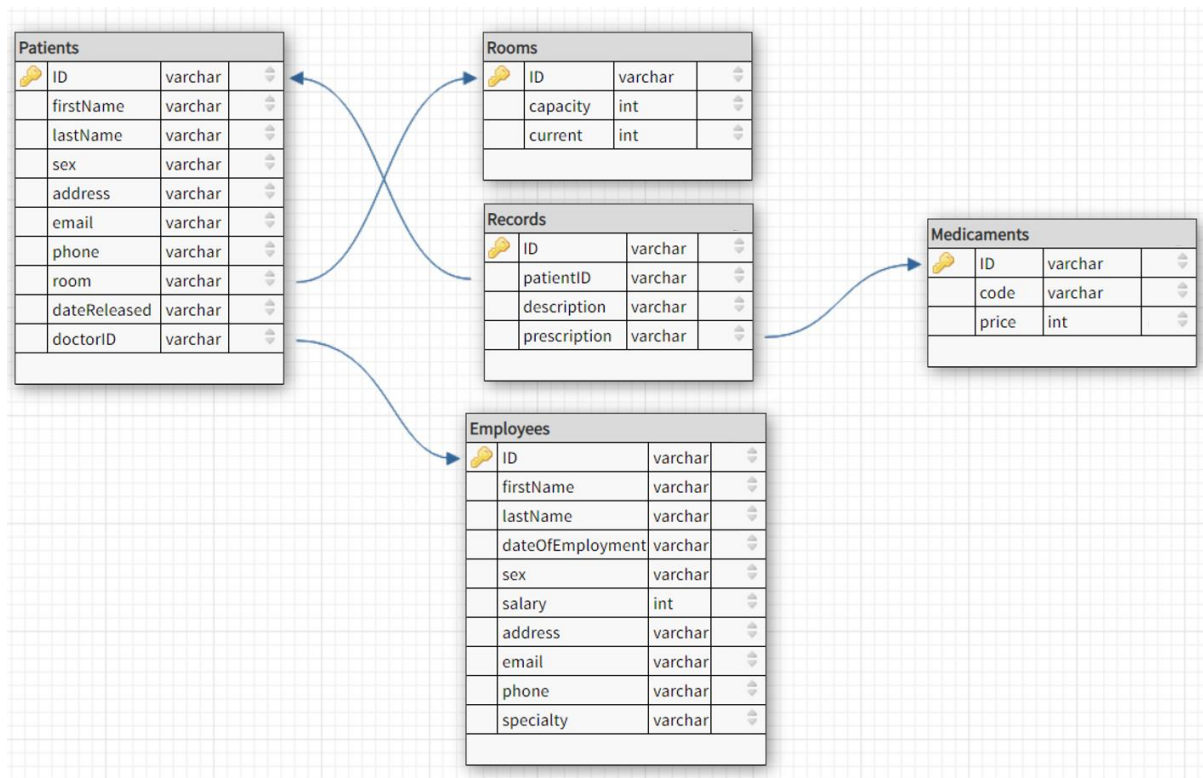 Patients
ID varchar
firstName varchar
lastName varchar
sex varchar
address varchar
email varchar
phone varchar
room varchar
dateReleased varchar
doctorID varchar
Rooms
ID varchar
capacity int
current int
Records
ID varchar
patientID varchar
description varchar
prescription varchar
Medicaments
ID varchar
code varchar
price int
Employees
ID varchar
firstName varchar
lastName varchar
dateOfEmployment varchar
sex varchar
salary int
address varchar
email varchar
phone varchar
specialty varchar